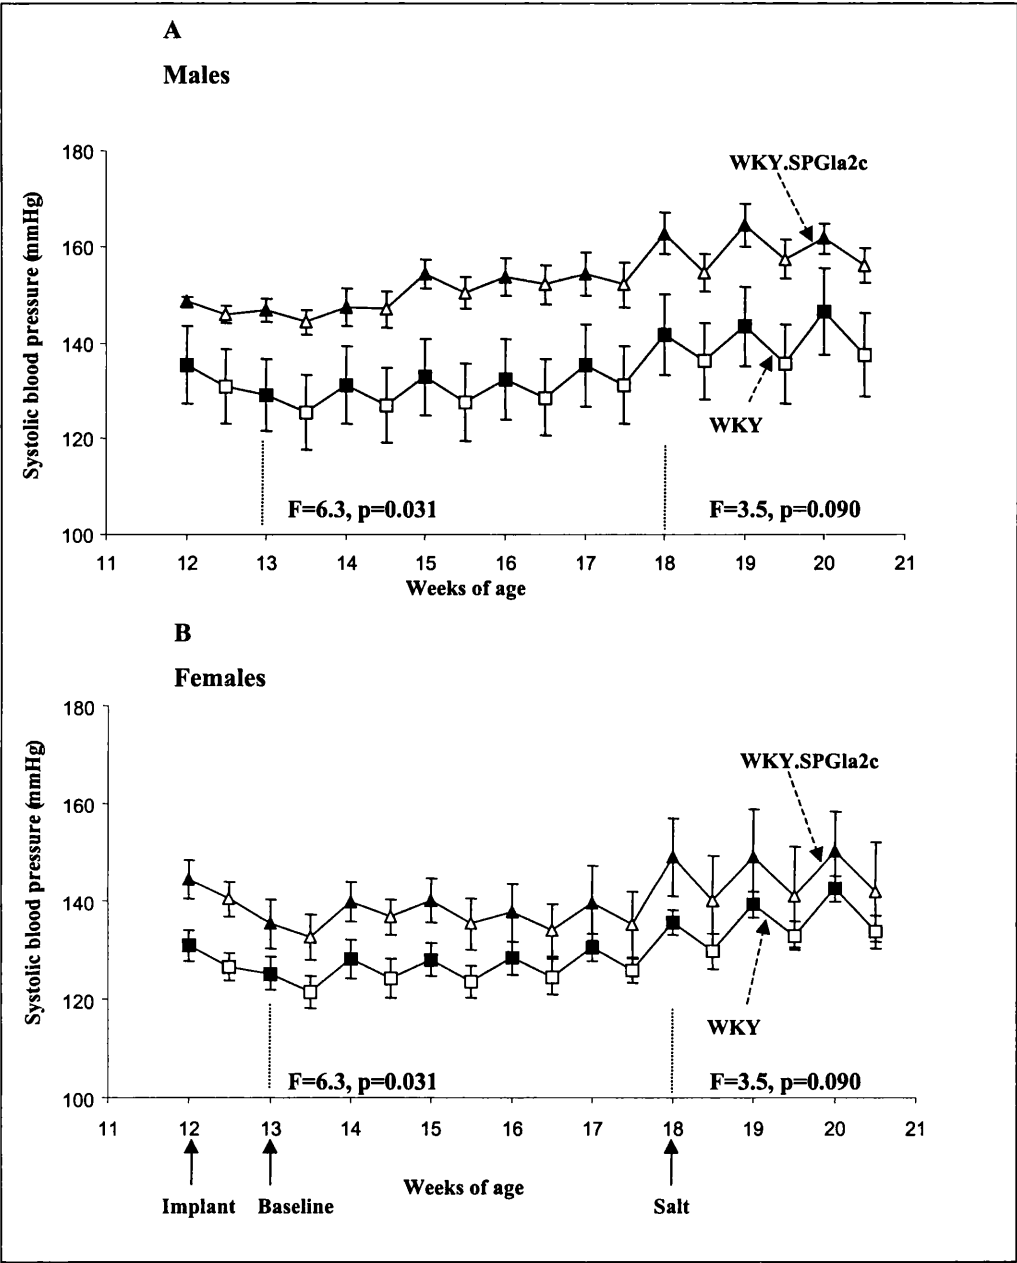 A
Males
180
WKY.SPGla2c
160
Systolic blood pressure (mmHg)
140
WKY
120
F=6.3, p=0.031 F=3.5, p=0.090
100
11 12 13 14 15 16 17 18 19 20 21
Weeks of age
B
Females
180
WKY.SPGla2c
160
Systolic blood pressure (mmHg)
140
120
WKY
F=6.3, p=0.031 F=3.5, p=0.090
100
11 12 13 14 15 16 17 18 19 20 21
Weeks of age
Implant Baseline Salt